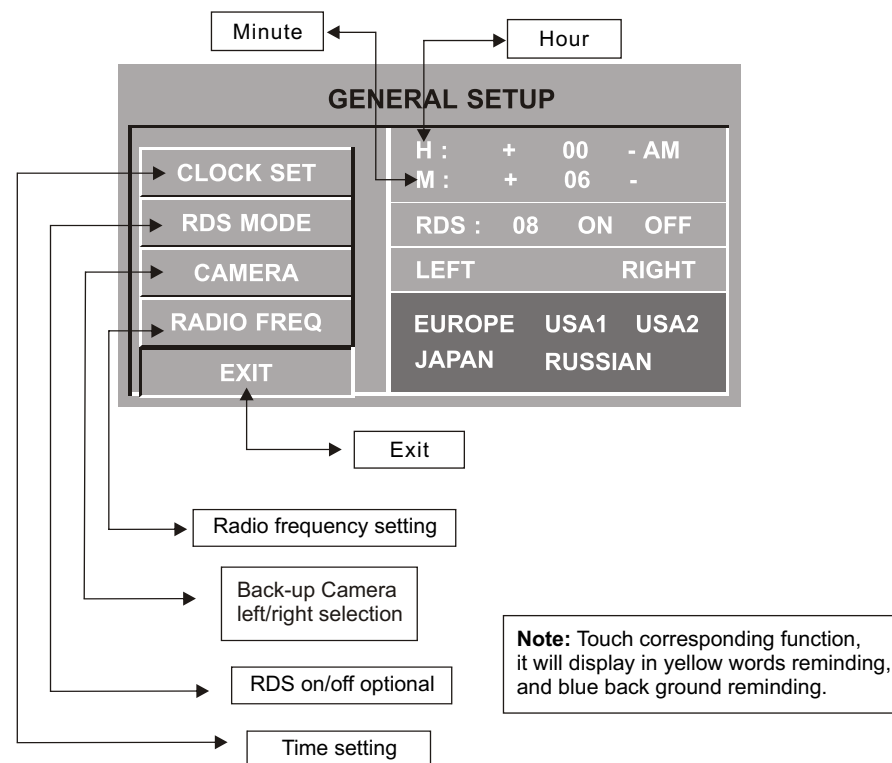 Minute
Hour
GENERAL SETUP
CLOCK SET
RDS MODE
CAMERA
RADIO FREQ
EXIT
H : + 00 - AM
M : + 06 -
RDS : 08 ON OFF
LEFT RIGHT
EUROPE USA1 USA2
JAPAN RUSSIAN
Exit
Radio frequency setting
Back-up Camera
left/right selection
RDS on/off optional
Time setting
Note: Touch corresponding function,
it will display in yellow words reminding,
and blue back ground reminding.